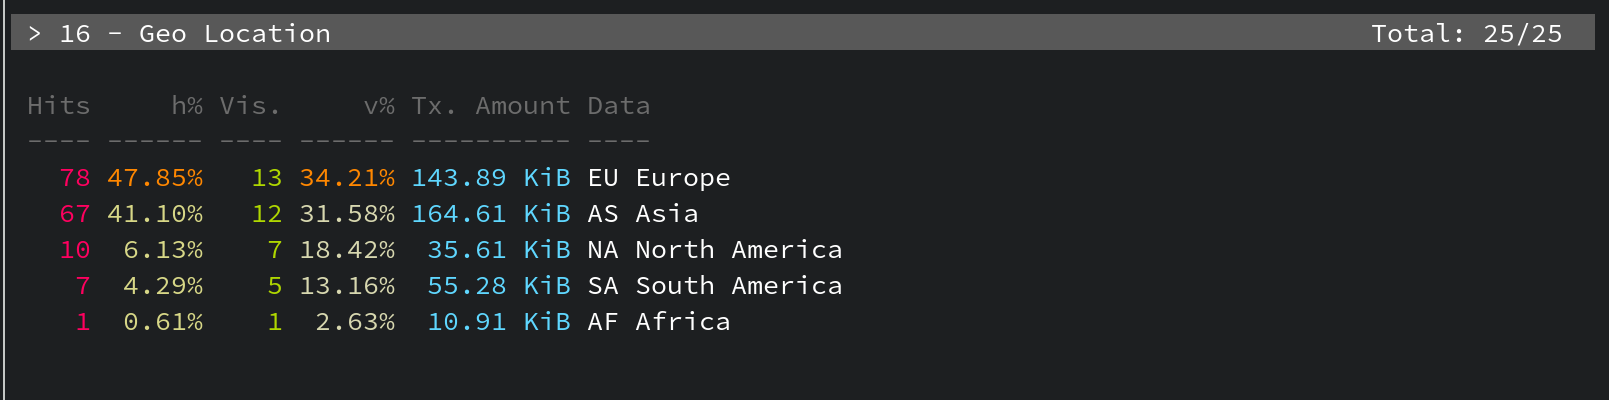 > 16 - Geo Location Total: 25/25
Hits h% Vis. v% Tx. Amount Data
---- ------ ---- ------ ---------- ----
78 47.85% 13 34.21% 143.89 KiB EU Europe
67 41.10% 12 31.58% 164.61 KiB AS Asia
10 6.13% 7 18.42% 35.61 KiB NA North America
7 4.29% 5 13.16% 55.28 KiB SA South America
1 0.61% 1 2.63% 10.91 KiB AF Africa